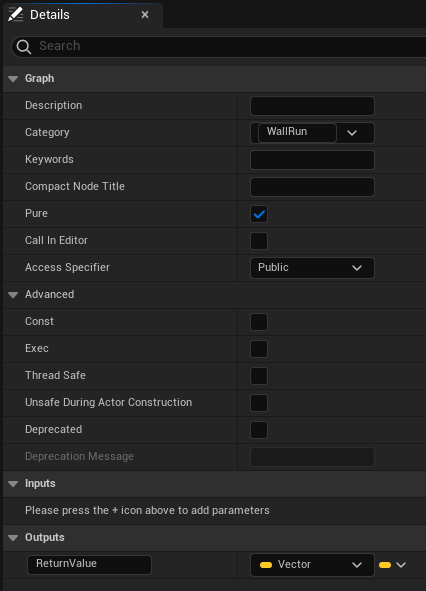 Details
Search
Graph
Description
Category WallRun
Keywords
Compact Node Title
Pure
Call In Editor
Access Specifier Public
Advanced
Const
Exec
Thread Safe
Unsafe During Actor Construction
Deprecated
Deprecation Message
Inputs
Please press the + icon above to add parameters
Outputs
ReturnValue Vector